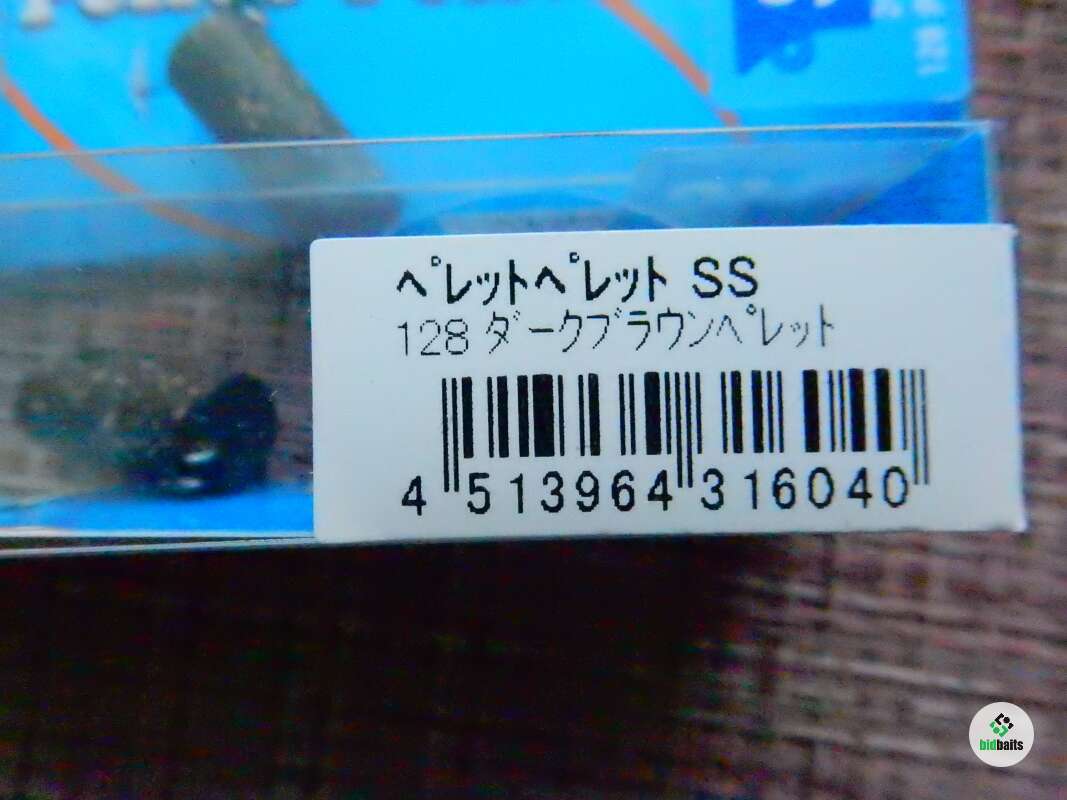 ﾍﾟﾚｯﾄﾍﾟﾚｯﾄ SS
128 ﾀﾞｰｸﾌﾞﾗｳﾝﾍﾟﾚｯﾄ
4 513964 316040
bidbaits